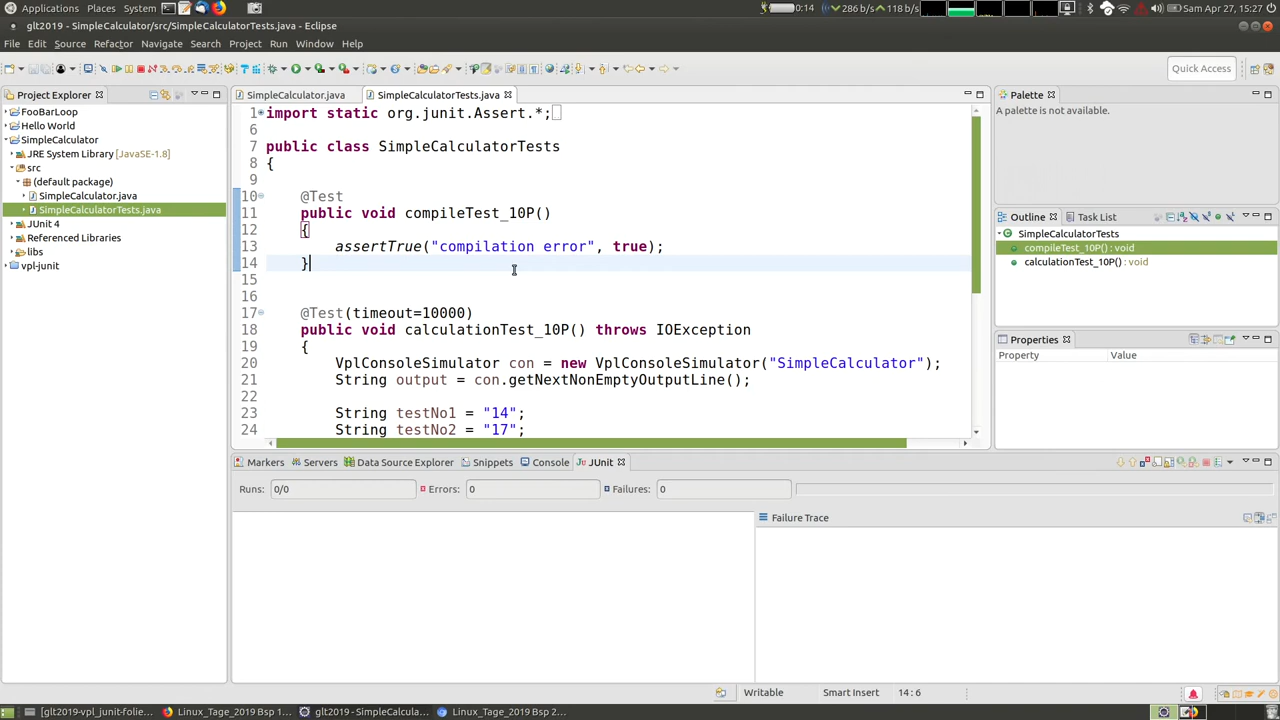 Applications Places System 0:14 286 b/s 118 b/s Sam Apr 27, 15:27
glt2019 - SimpleCalculator/src/SimpleCalculatorTests.java - Eclipse
File Edit Source Refactor Navigate Search Project Run Window Help
Quick Access
Project Explorer
FooBarLoop
Hello World
SimpleCalculator
JRE System Library [JavaSE-1.8]
src
(default package)
SimpleCalculator.java
SimpleCalculatorTests.java
JUnit 4
Referenced Libraries
libs
vpl-junit
SimpleCalculator.java SimpleCalculatorTests.java
1 import static org.junit.Assert.*;
6
7 public class SimpleCalculatorTests
8 {
9
10 @Test
11 public void compileTest_10P()
12 {
13 assertTrue("compilation error", true);
14 }
15
16
17 @Test(timeout=10000)
18 public void calculationTest_10P() throws IOException
19 {
20 VplConsoleSimulator con = new VplConsoleSimulator("SimpleCalculator");
21 String output = con.getNextNonEmptyOutputLine();
22
23 String testNo1 = "14";
24 String testNo2 = "17";
Palette
A palette is not available.
Outline Task List
SimpleCalculatorTests
compileTest_10P() : void
calculationTest_10P() : void
Properties
Property Value
Markers Servers Data Source Explorer Snippets Console JUnit
Runs: 0/0 Errors: 0 Failures: 0
Failure Trace
Writable Smart Insert 14 : 6
[glt2019-vpl_junit-folie... Linux_Tage_2019 Bsp 1... glt2019 - SimpleCalcula... Linux_Tage_2019 Bsp 2...